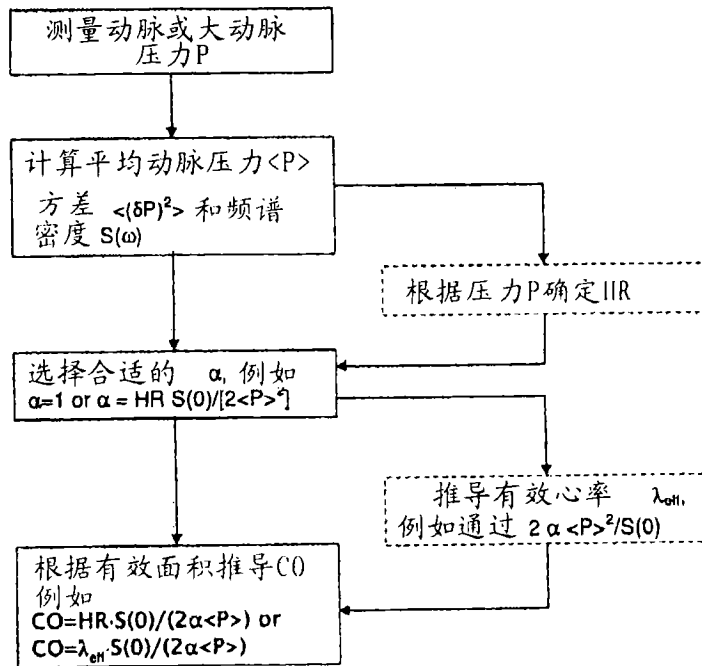 测量动脉或大动脉
压力P
计算平均动脉压力<P>
方差 <(δP)²> 和频谱
密度 S(ω)
根据压力P确定HR
选择合适的 α, 例如
α=1 or α = HR S(0)/[2<P>²]
推导有效心率 λeff,
例如通过 2 α <P>²/S(0)
根据有效面积推导CO
例如
CO=HR·S(0)/(2α<P>) or
CO=λeff·S(0)/(2α<P>)